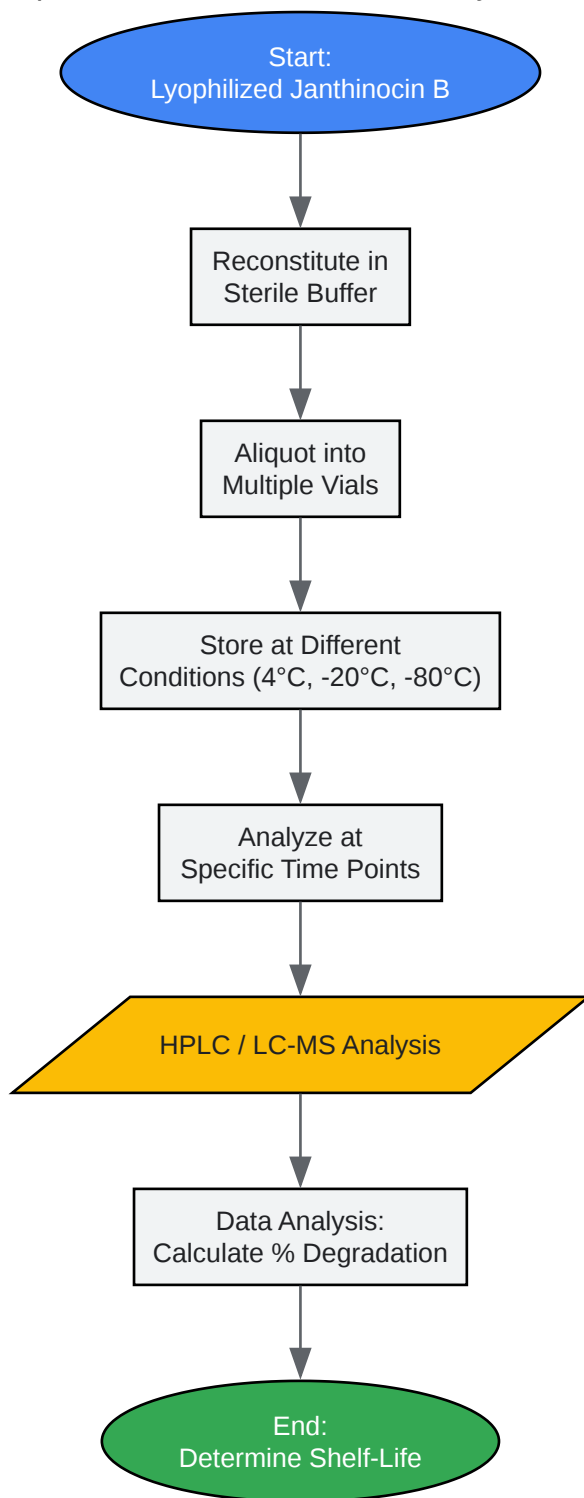 Start:
Lyophilized Janthinocin B
Reconstitute in
Sterile Buffer
Aliquot into
Multiple Vials
Store at Different
Conditions (4°C, -20°C, -80°C)
Analyze at
Specific Time Points
HPLC / LC-MS Analysis
Data Analysis:
Calculate % Degradation
End:
Determine Shelf-Life